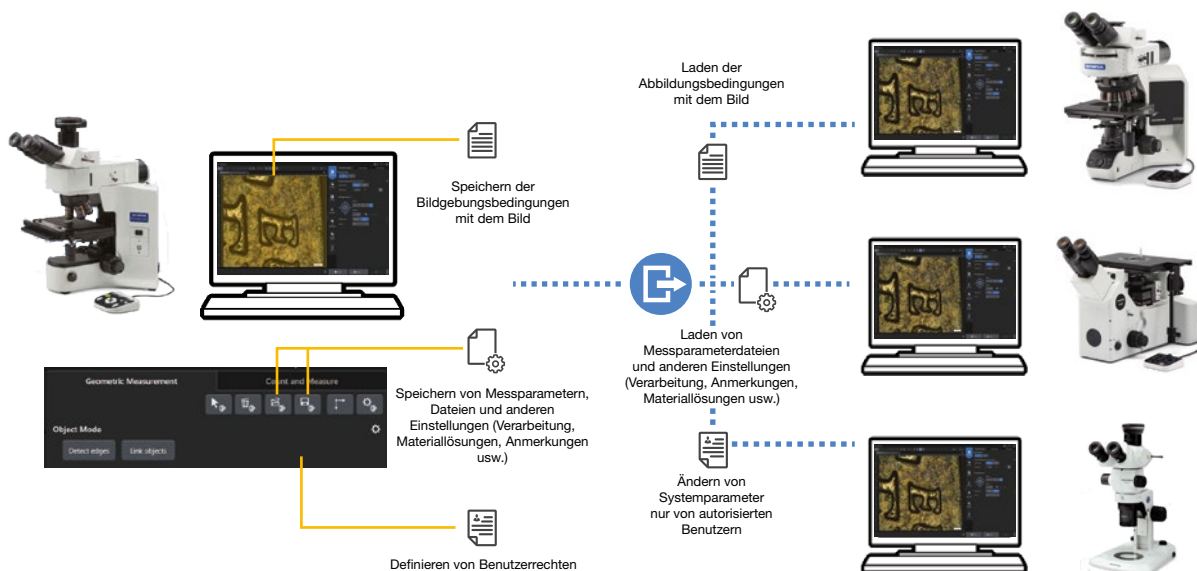 Speichern der
Bildgebungsbedingungen
mit dem Bild
Geometric Measurement
Count and Measure
Object Mode
Detect edges
Link objects
Speichern von Messparametern,
Dateien und anderen
Einstellungen (Verarbeitung,
Materiallösungen, Anmerkungen
usw.)
Definieren von Benutzerrechten
Laden der
Abbildungsbedingungen
mit dem Bild
Laden von
Messparameterdateien
und anderen Einstellungen
(Verarbeitung, Anmerkungen,
Materiallösungen usw.)
Ändern von
Systemparameter
nur von autorisierten
Benutzern
OLYMPUS